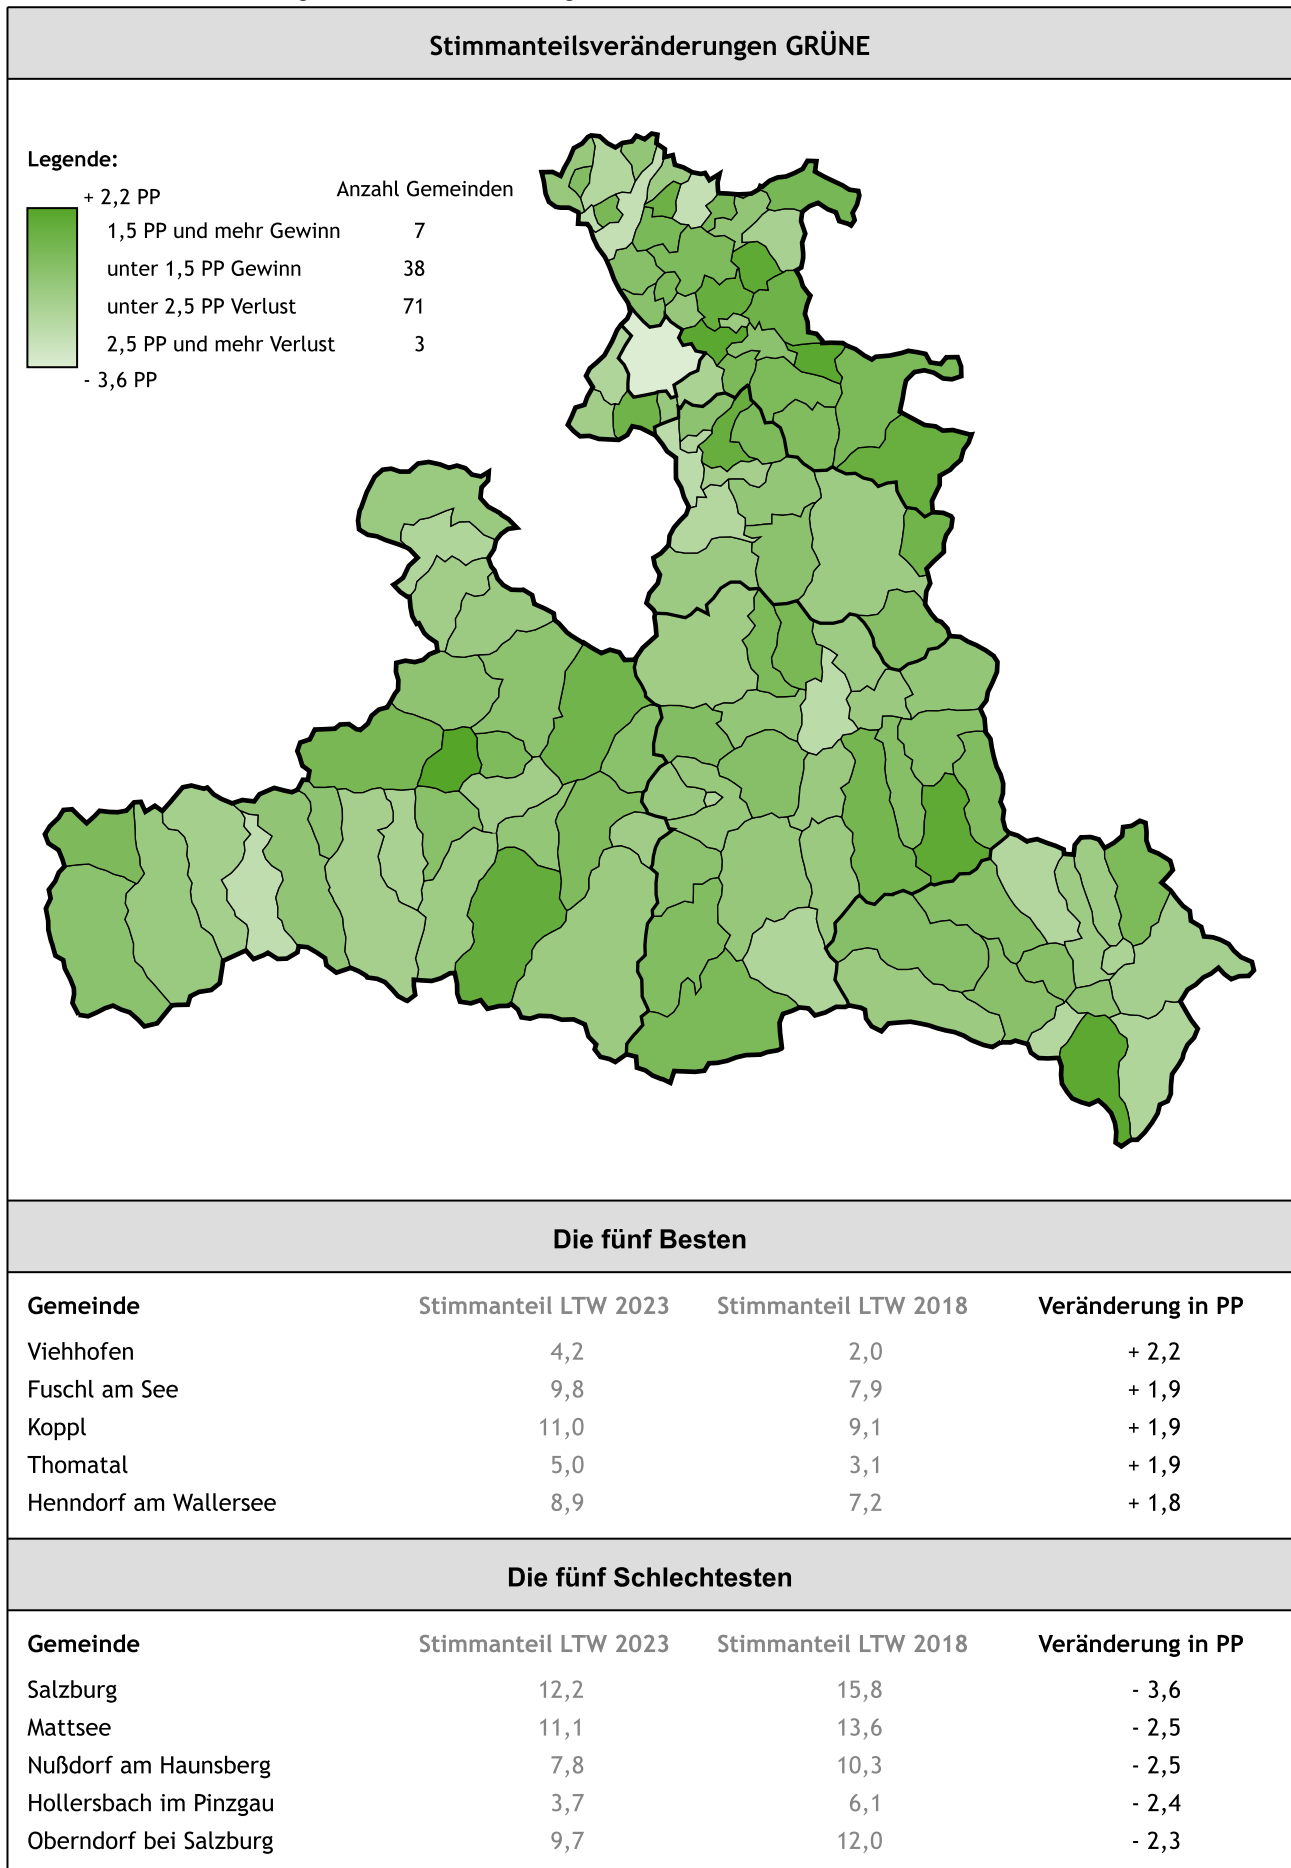 Stimmanteilsveränderungen GRÜNE
Legende:
+ 2,2 PP
Anzahl Gemeinden
1,5 PP und mehr Gewinn 7
unter 1,5 PP Gewinn 38
unter 2,5 PP Verlust 71
2,5 PP und mehr Verlust 3
- 3,6 PP
Die fünf Besten
Gemeinde Stimmanteil LTW 2023 Stimmanteil LTW 2018 Veränderung in PP
Viehhofen 4,2 2,0 + 2,2
Fuschl am See 9,8 7,9 + 1,9
Koppl 11,0 9,1 + 1,9
Thomatal 5,0 3,1 + 1,9
Henndorf am Wallersee 8,9 7,2 + 1,8
Die fünf Schlechtesten
Gemeinde Stimmanteil LTW 2023 Stimmanteil LTW 2018 Veränderung in PP
Salzburg 12,2 15,8 - 3,6
Mattsee 11,1 13,6 - 2,5
Nußdorf am Haunsberg 7,8 10,3 - 2,5
Hollersbach im Pinzgau 3,7 6,1 - 2,4
Oberndorf bei Salzburg 9,7 12,0 - 2,3